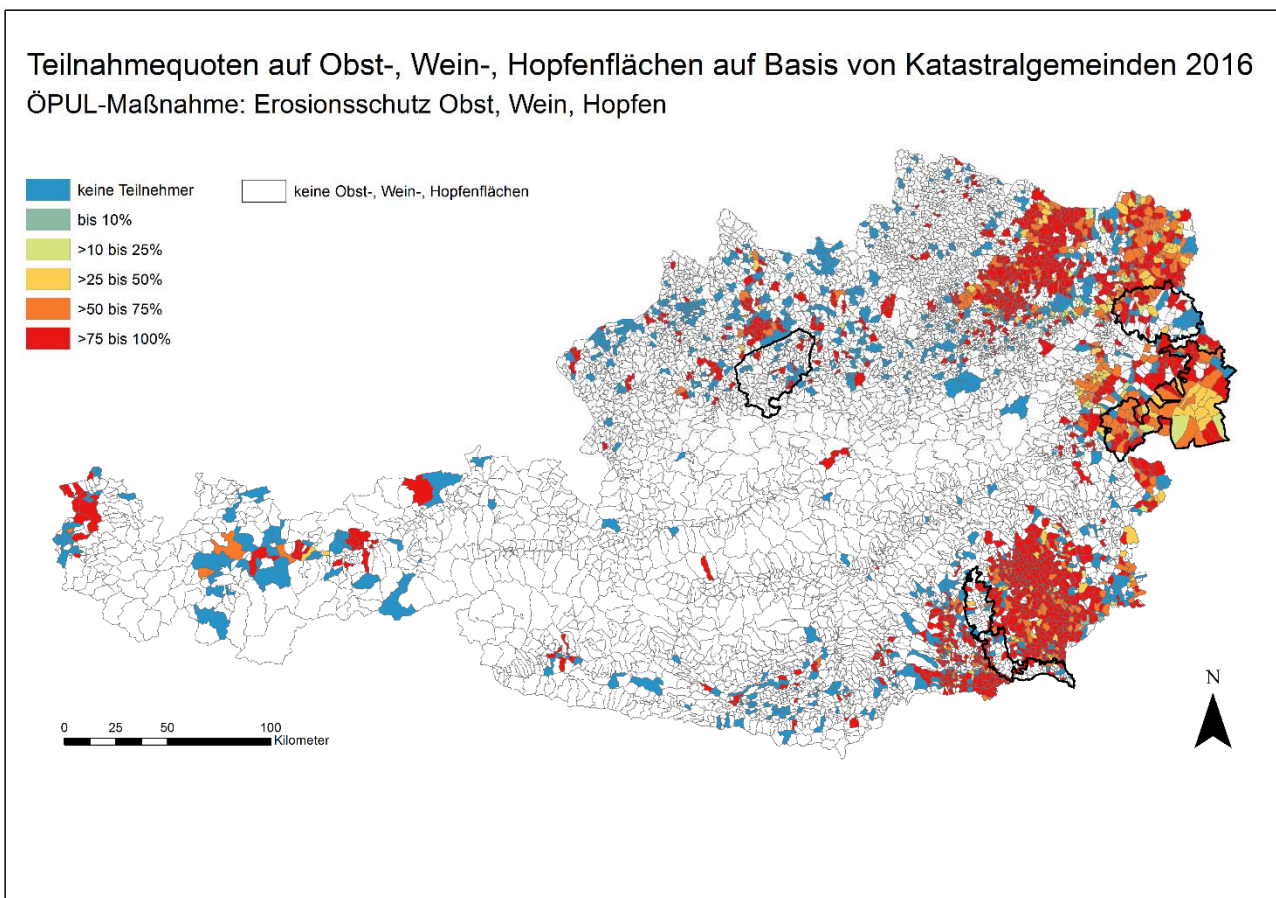 Teilnahmequoten auf Obst-, Wein-, Hopfenflächen auf Basis von Katastralgemeinden 2016
ÖPUL-Maßnahme: Erosionsschutz Obst, Wein, Hopfen
keine Teilnehmer
keine Obst-, Wein-, Hopfenflächen
bis 10%
>10 bis 25%
>25 bis 50%
>50 bis 75%
>75 bis 100%
N
0 25 50 100
Kilometer